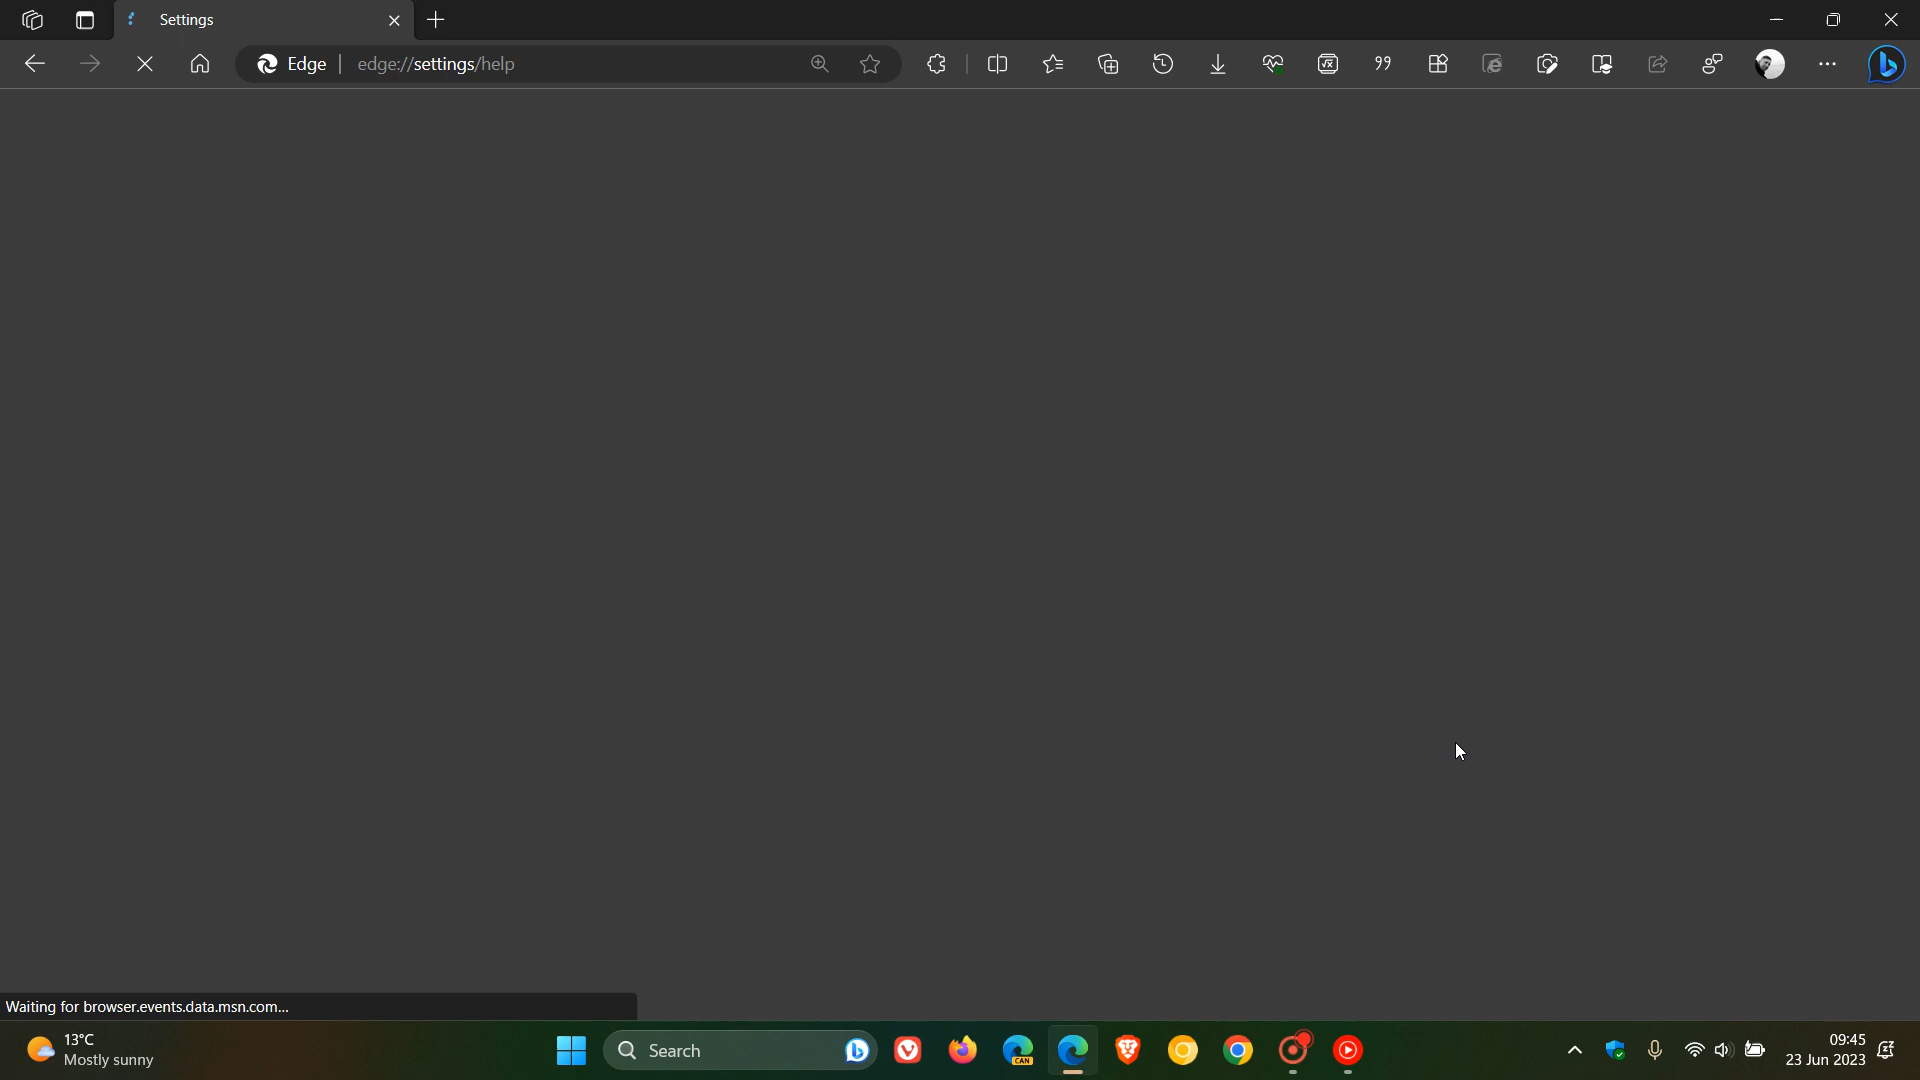 Settings
Edge | edge://settings/help
Waiting for browser.events.data.msn.com...
13°C
Mostly sunny
Search
CAN
09:45
23 Jun 2023